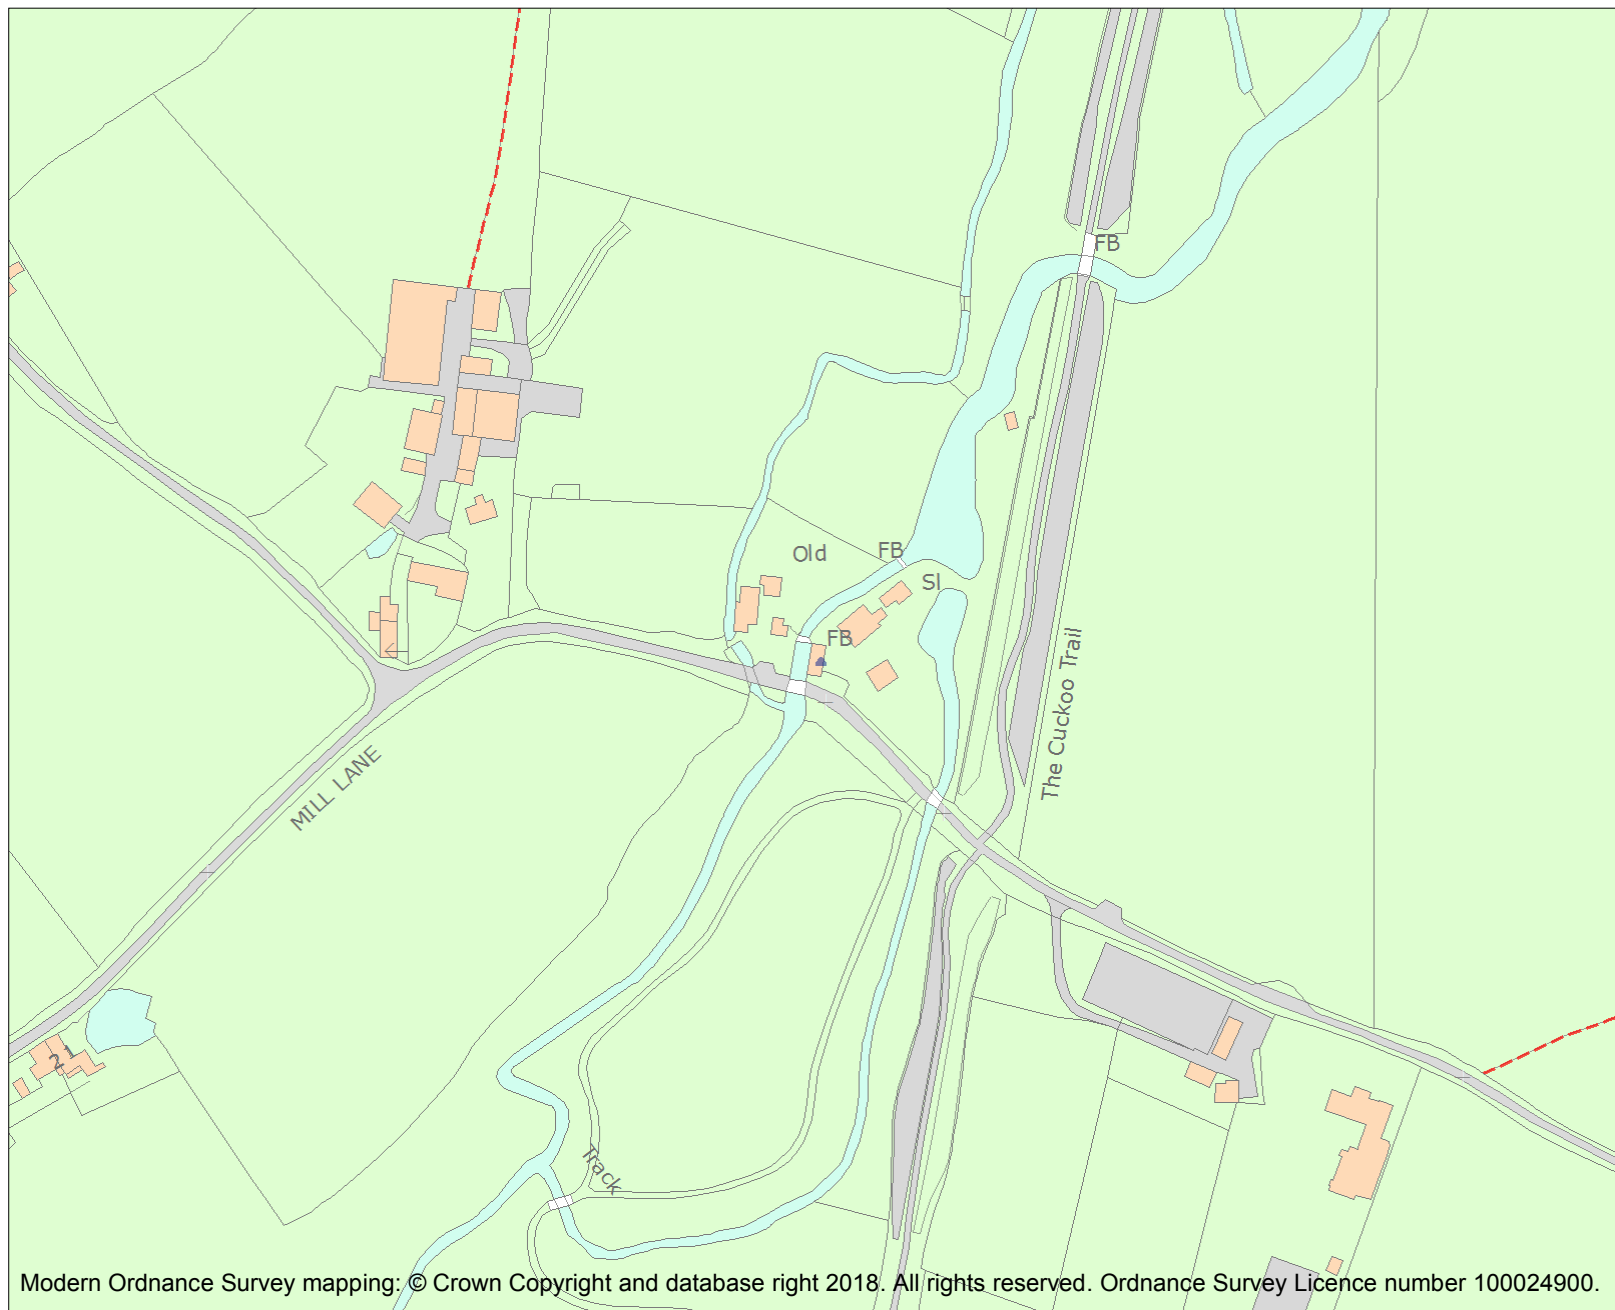 FB
Old
FB
Sl
FB
The Cuckoo Trail
MILL LANE
21
Track
Modern Ordnance Survey mapping: © Crown Copyright and database right 2018. All rights reserved. Ordnance Survey Licence number 100024900.